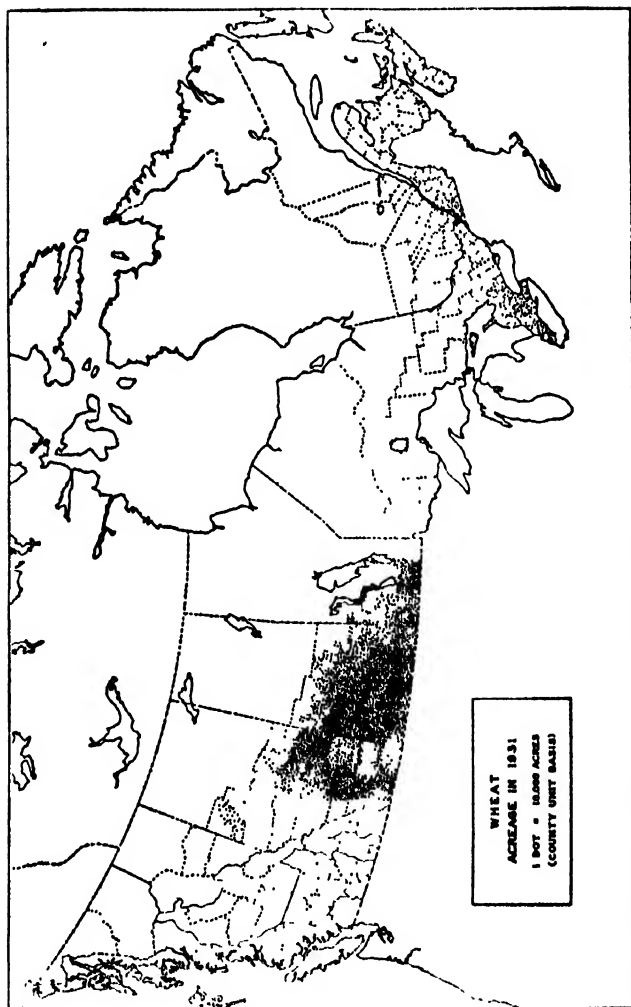 WHEAT
ACREAGE IN 1931
1 DOT = 10,000 ACRES
(COUNTY UNIT BASIS)